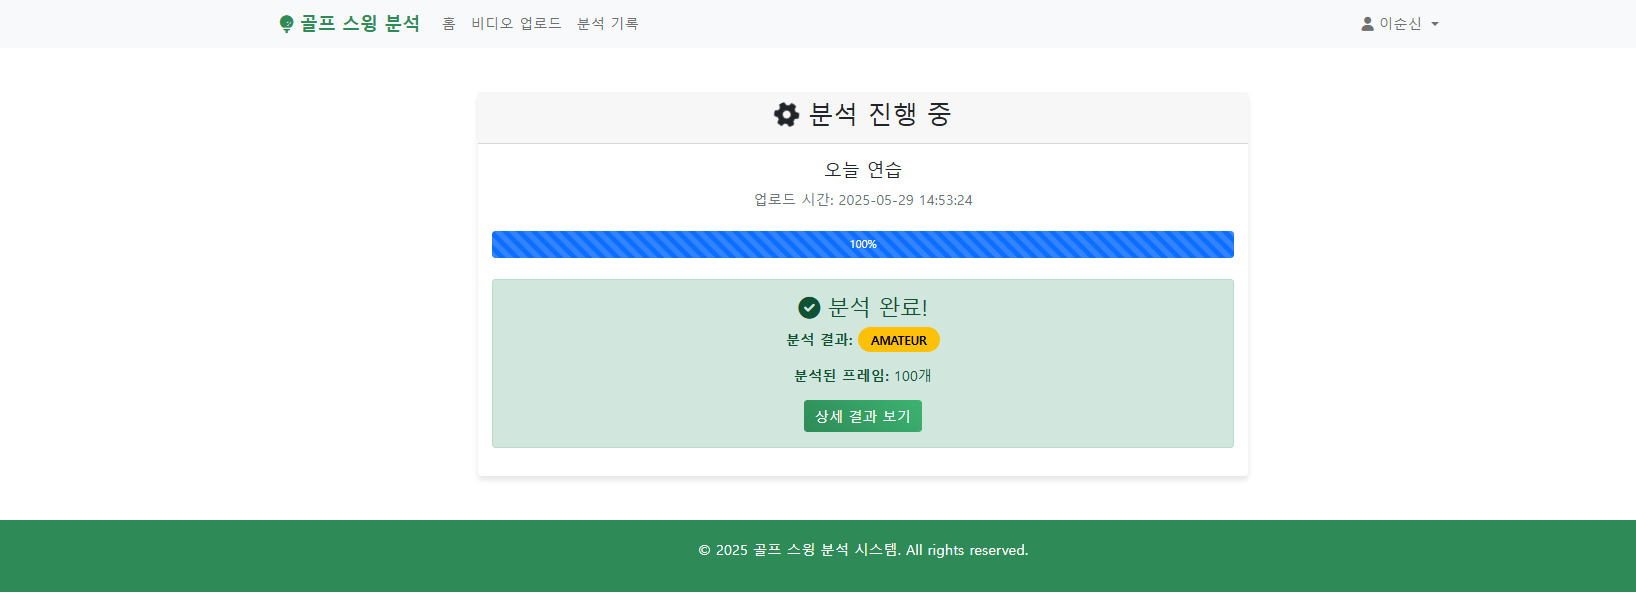 골프 스윙 분석 홈 비디오 업로드 분석 기록 이순신
분석 진행 중
오늘 연습
업로드 시간: 2025-05-29 14:53:24
100%
분석 완료!
분석 결과: AMATEUR
분석된 프레임: 100개
상세 결과 보기
© 2025 골프 스윙 분석 시스템. All rights reserved.